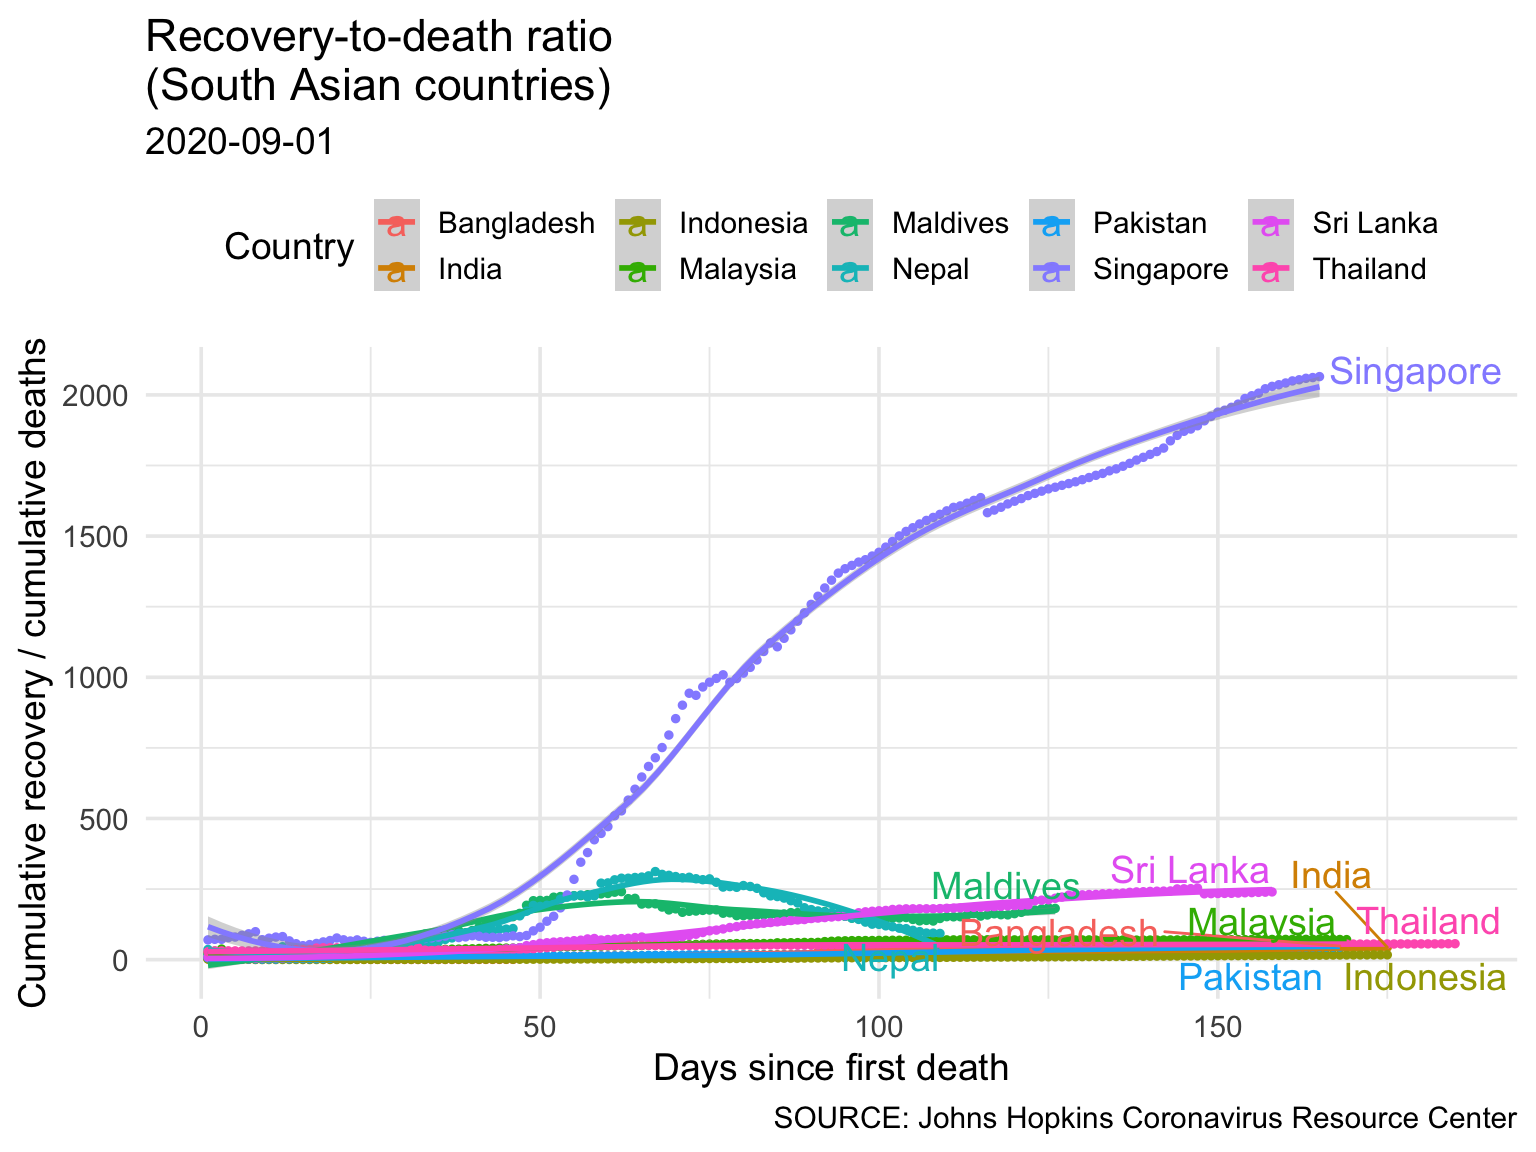 Recovery-to-death ratio
(South Asian countries)
2020-09-01
Country
a Bangladesh
a Indonesia
a Maldives
a Pakistan
a Sri Lanka
a India
a Malaysia
a Nepal
a Singapore
a Thailand
Cumulative recovery / cumulative deaths
2000
1500
1000
500
0
Singapore
Sri Lanka
India
Maldives
Malaysia
Thailand
Bangladesh
Nepal
Pakistan
Indonesia
0
50
100
150
Days since first death
SOURCE: Johns Hopkins Coronavirus Resource Center